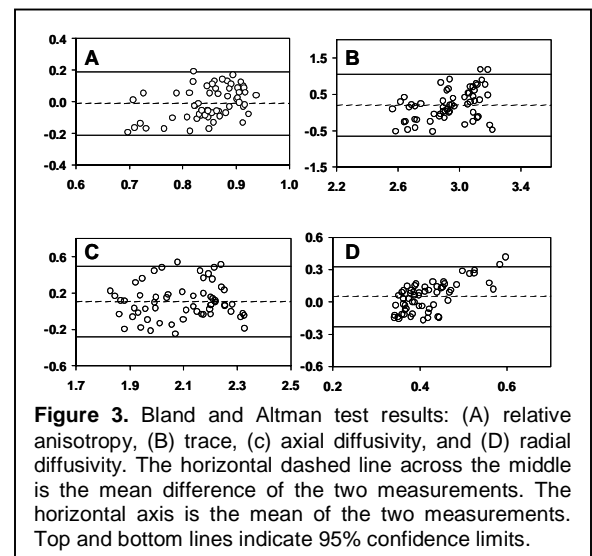 A
0.4
0.2
0.0
-0.2
-0.4
0.6 0.7 0.8 0.9 1.0
B
1.5
0.5
-0.5
-1.5
2.2 2.6 3.0 3.4
C
0.6
0.2
-0.2
-0.6
1.7 1.9 2.1 2.3 2.5
D
0.6
0.3
0.0
-0.3
-0.6
0.2 0.4 0.6
Figure 3. Bland and Altman test results: (A) relative
anisotropy, (B) trace, (c) axial diffusivity, and (D) radial
diffusivity. The horizontal dashed line across the middle
is the mean difference of the two measurements. The
horizontal axis is the mean of the two measurements.
Top and bottom lines indicate 95% confidence limits.